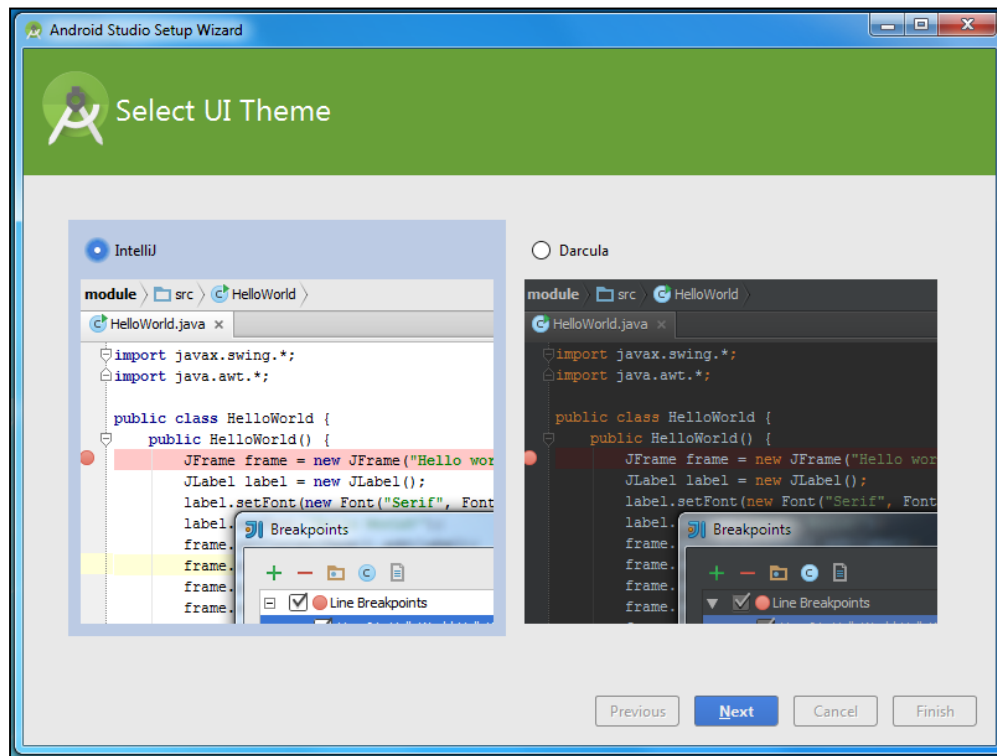 Android Studio Setup Wizard
Select UI Theme
IntelliJ
module src HelloWorld
HelloWorld.java
import javax.swing.*;
import java.awt.*;
public class HelloWorld {
public HelloWorld() {
JFrame frame = new JFrame("Hello wor
JLabel label = new JLabel();
label.setFont(new Font("Serif", Font
label.
frame.
frame.
frame.
frame.
Breakpoints
Line Breakpoints
Darcula
module src HelloWorld
HelloWorld.java
import javax.swing.*;
import java.awt.*;
public class HelloWorld {
public HelloWorld() {
JFrame frame = new JFrame("Hello wor
JLabel label = new JLabel();
label.setFont(new Font("Serif", Font
label.
frame.
frame.
frame.
frame.
Breakpoints
Line Breakpoints
Previous Next Cancel Finish